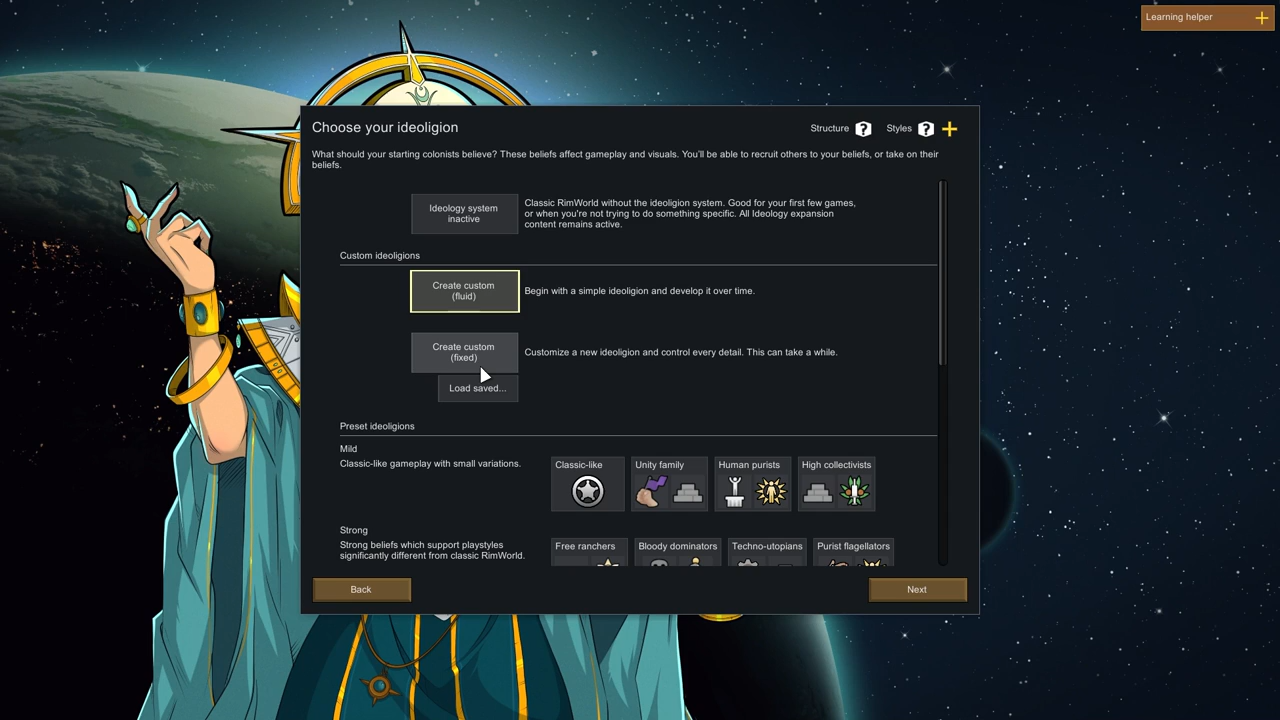 Learning helper
Choose your ideoligion
Structure
Styles
What should your starting colonists believe? These beliefs affect gameplay and visuals. You'll be able to recruit others to your beliefs, or take on their
beliefs.
Ideology system
inactive
Classic RimWorld without the ideoligion system. Good for your first few games,
or when you're not trying to do something specific. All Ideology expansion
content remains active.
Custom ideoligions
Create custom
(fluid)
Begin with a simple ideoligion and develop it over time.
Create custom
(fixed)
Customize a new ideoligion and control every detail. This can take a while.
Load saved...
Preset ideoligions
Mild
Classic-like gameplay with small variations.
Classic-like
Unity family
Human purists
High collectivists
Strong
Strong beliefs which support playstyles
significantly different from classic RimWorld.
Free ranchers
Bloody dominators
Techno-utopians
Purist flagellators
Back
Next